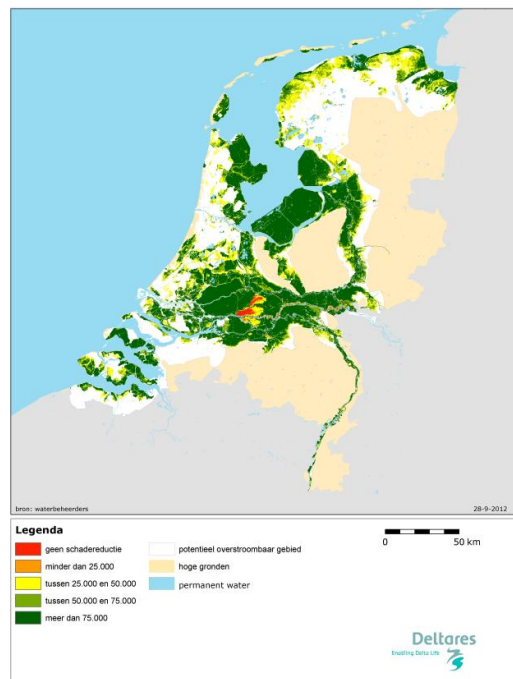 bron: waterbeheerders
28-9-2012
Legenda
geen schadereductie
minder dan 25.000
tussen 25.000 en 50.000
tussen 50.000 en 75.000
meer dan 75.000
potentieel overstroombaar gebied
hoge gronden
permanent water
0 50 km
Deltares
Enabling Delta Life